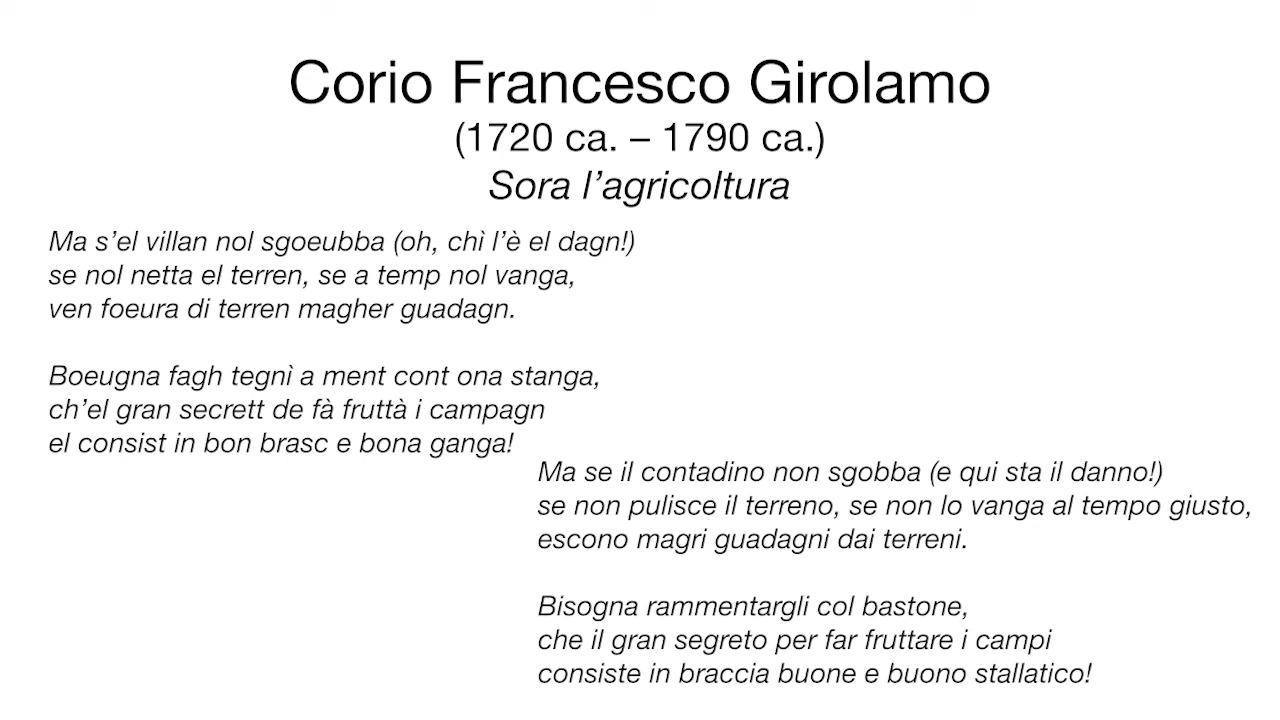 Corio Francesco Girolamo
(1720 ca. – 1790 ca.)
Sora l’agricoltura
Ma s’el villan nol sgoeubba (oh, chì l’è el dagn!)
se nol netta el terren, se a temp nol vanga,
ven foeura di terren magher guadagn.
Boeugna fagh tegnì a ment cont ona stanga,
ch’el gran secrett de fà fruttà i campagn
el consist in bon brasc e bona ganga!
Ma se il contadino non sgobba (e qui sta il danno!)
se non pulisce il terreno, se non lo vanga al tempo giusto,
escono magri guadagni dai terreni.
Bisogna rammentargli col bastone,
che il gran segreto per far fruttare i campi
consiste in braccia buone e buono stallatico!